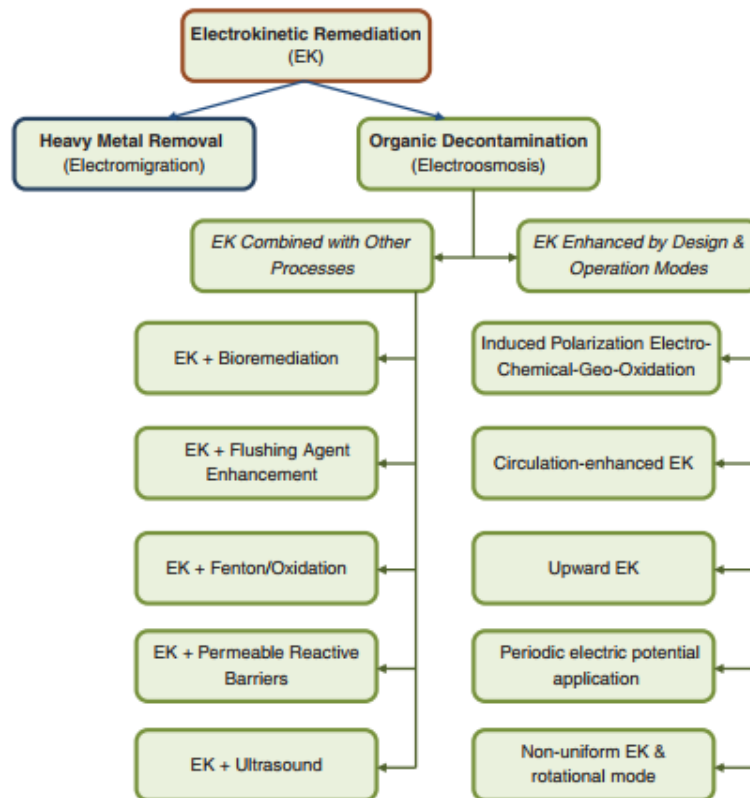 Electrokinetic Remediation
(EK)
Heavy Metal Removal
(Electromigration)
Organic Decontamination
(Electroosmosis)
EK Combined with Other
Processes
EK Enhanced by Design &
Operation Modes
EK + Bioremediation
Induced Polarization Electro-
Chemical-Geo-Oxidation
EK + Flushing Agent
Enhancement
Circulation-enhanced EK
EK + Fenton/Oxidation
Upward EK
EK + Permeable Reactive
Barriers
Periodic electric potential
application
EK + Ultrasound
Non-uniform EK &
rotational mode